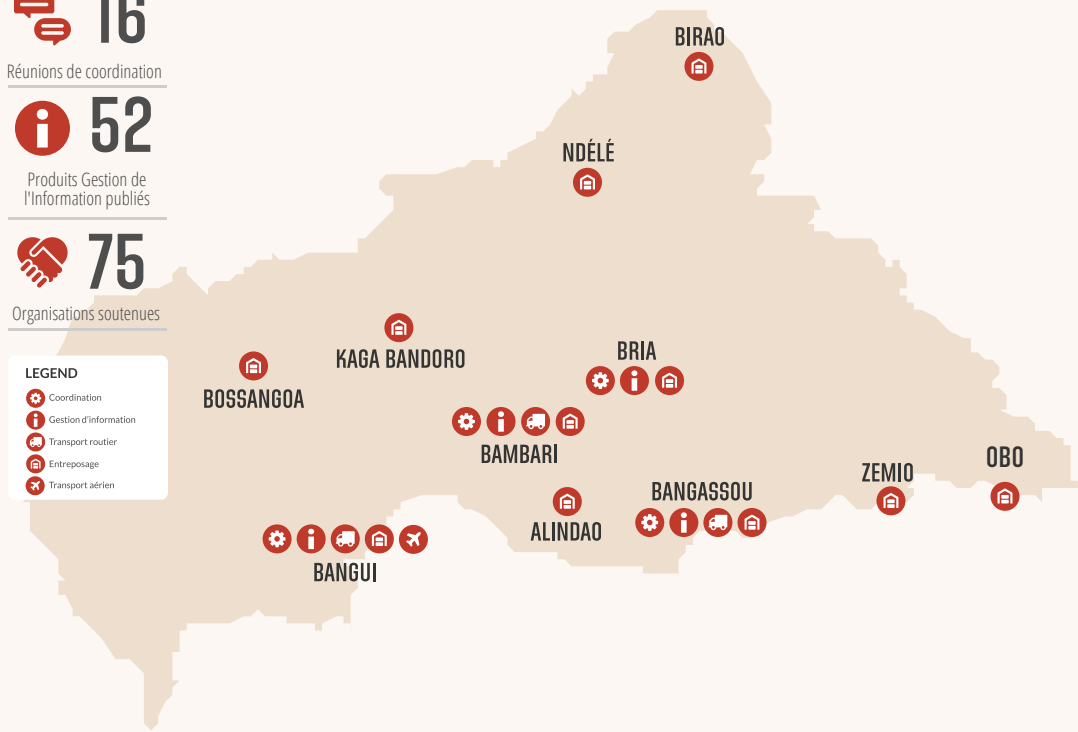 16
Réunions de coordination
52
Produits Gestion de
l'Information publiés
75
Organisations soutenues
LEGEND
Coordination
Gestion d'information
Transport routier
Entreposage
Transport aérien
BIRAO
NDÉLÉ
KAGA BANDORO
BOSSANGOA
BRIA
BAMBARI
ALINDAO
BANGASSOU
ZEMIO
OBO
BANGUI